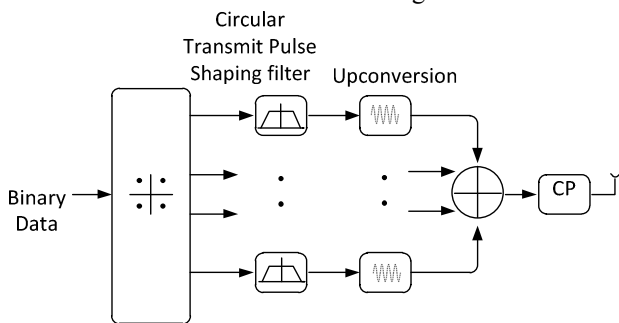 Circular
Transmit Pulse
Shaping filter
Upconversion
Binary
Data
CP